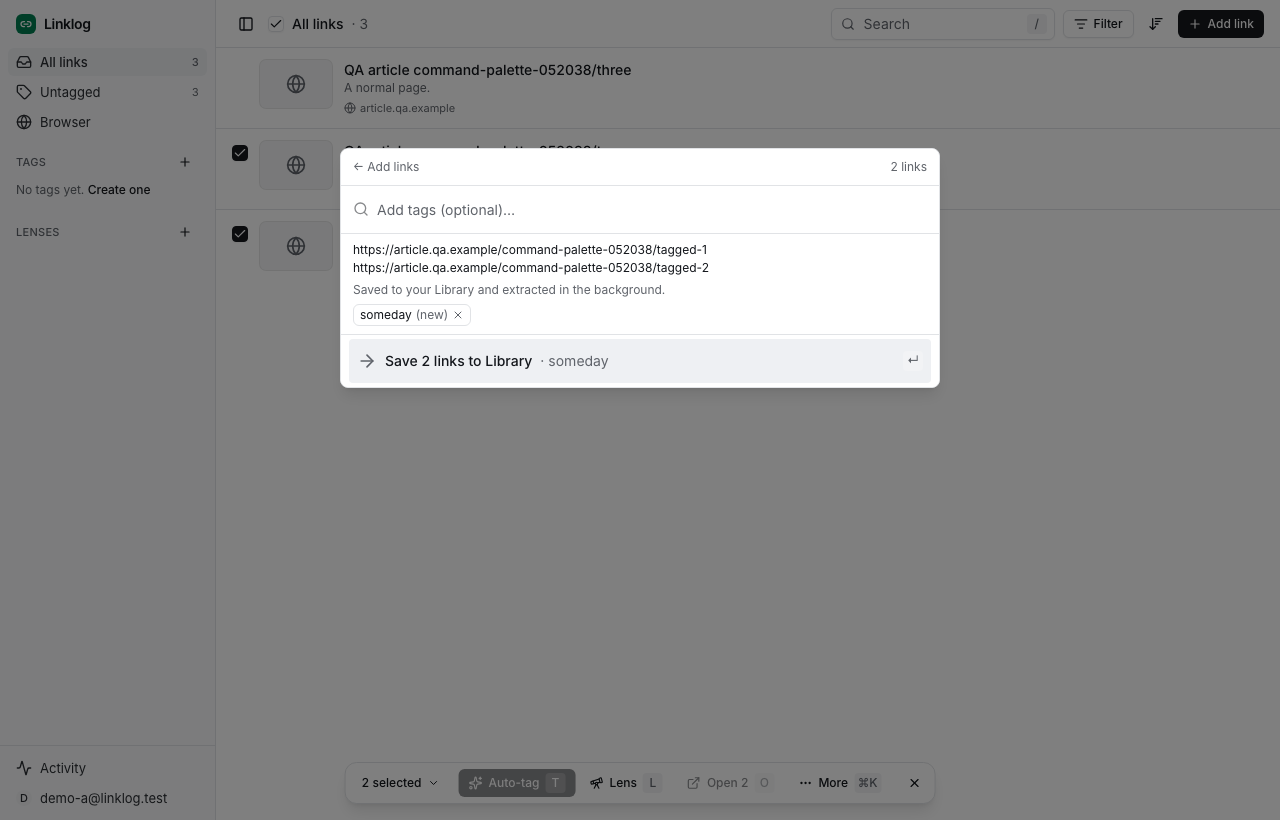 Linklog
All links 3
Untagged 3
Browser
TAGS
No tags yet. Create one
LENSES
Activity
D demo-a@linklog.test
All links · 3
Search /
Filter
Add link
QA article command-palette-052038/three
A normal page.
article.qa.example
← Add links
2 links
Add tags (optional)...
https://article.qa.example/command-palette-052038/tagged-1
https://article.qa.example/command-palette-052038/tagged-2
Saved to your Library and extracted in the background.
someday (new)
Save 2 links to Library · someday
2 selected
Auto-tag T
Lens L
Open 2 O
More ⌘K